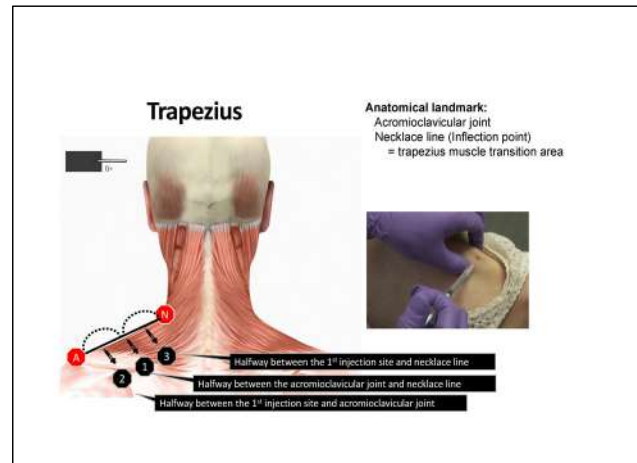 Trapezius
Anatomical landmark:
Acromioclavicular joint
Necklace line (Inflection point)
= trapezius muscle transition area
N
A
3
1
2
Halfway between the 1st injection site and necklace line
Halfway between the acromioclavicular joint and necklace line
Halfway between the 1st injection site and acromioclavicular joint